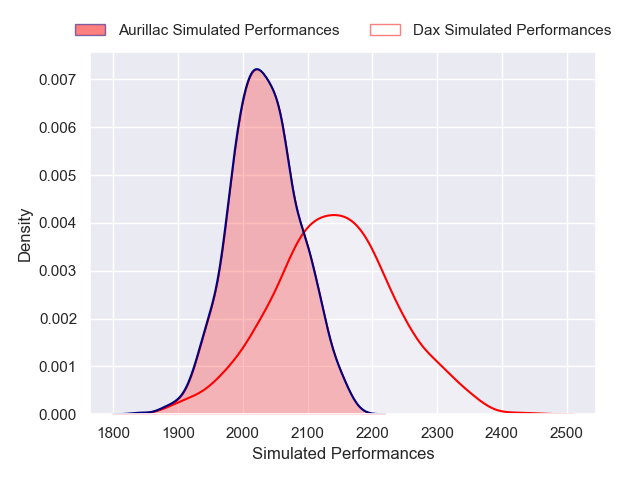 Aurillac Simulated Performances Dax Simulated Performances
0.007
0.006
0.005
0.004
0.003
0.002
0.001
0.000
Density
1800 1900 2000 2100 2200 2300 2400 2500
Simulated Performances